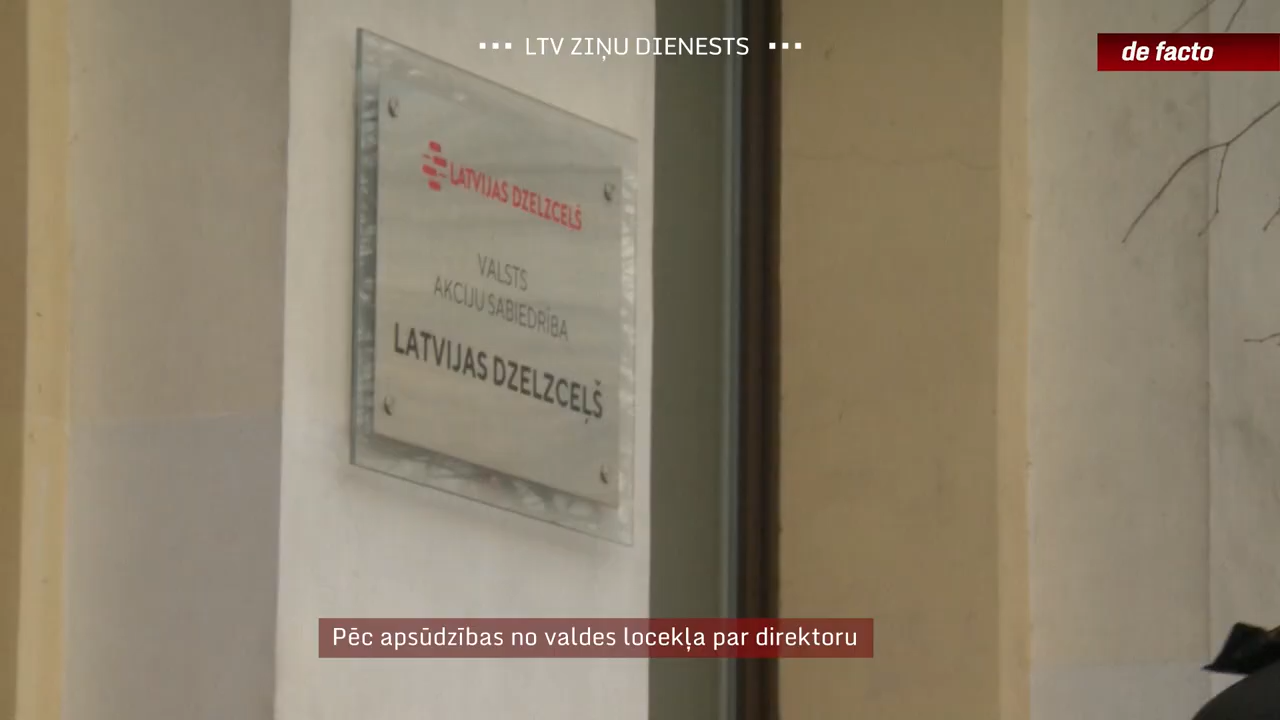 LTV ZIŅU DIENESTS
de facto
LATVIJAS DZELZCEĻŠ
VALSTS
AKCIJU SABIEDRĪBA
LATVIJAS DZELZCEĻŠ
Pēc apsūdzības no valdes locekļa par direktoru